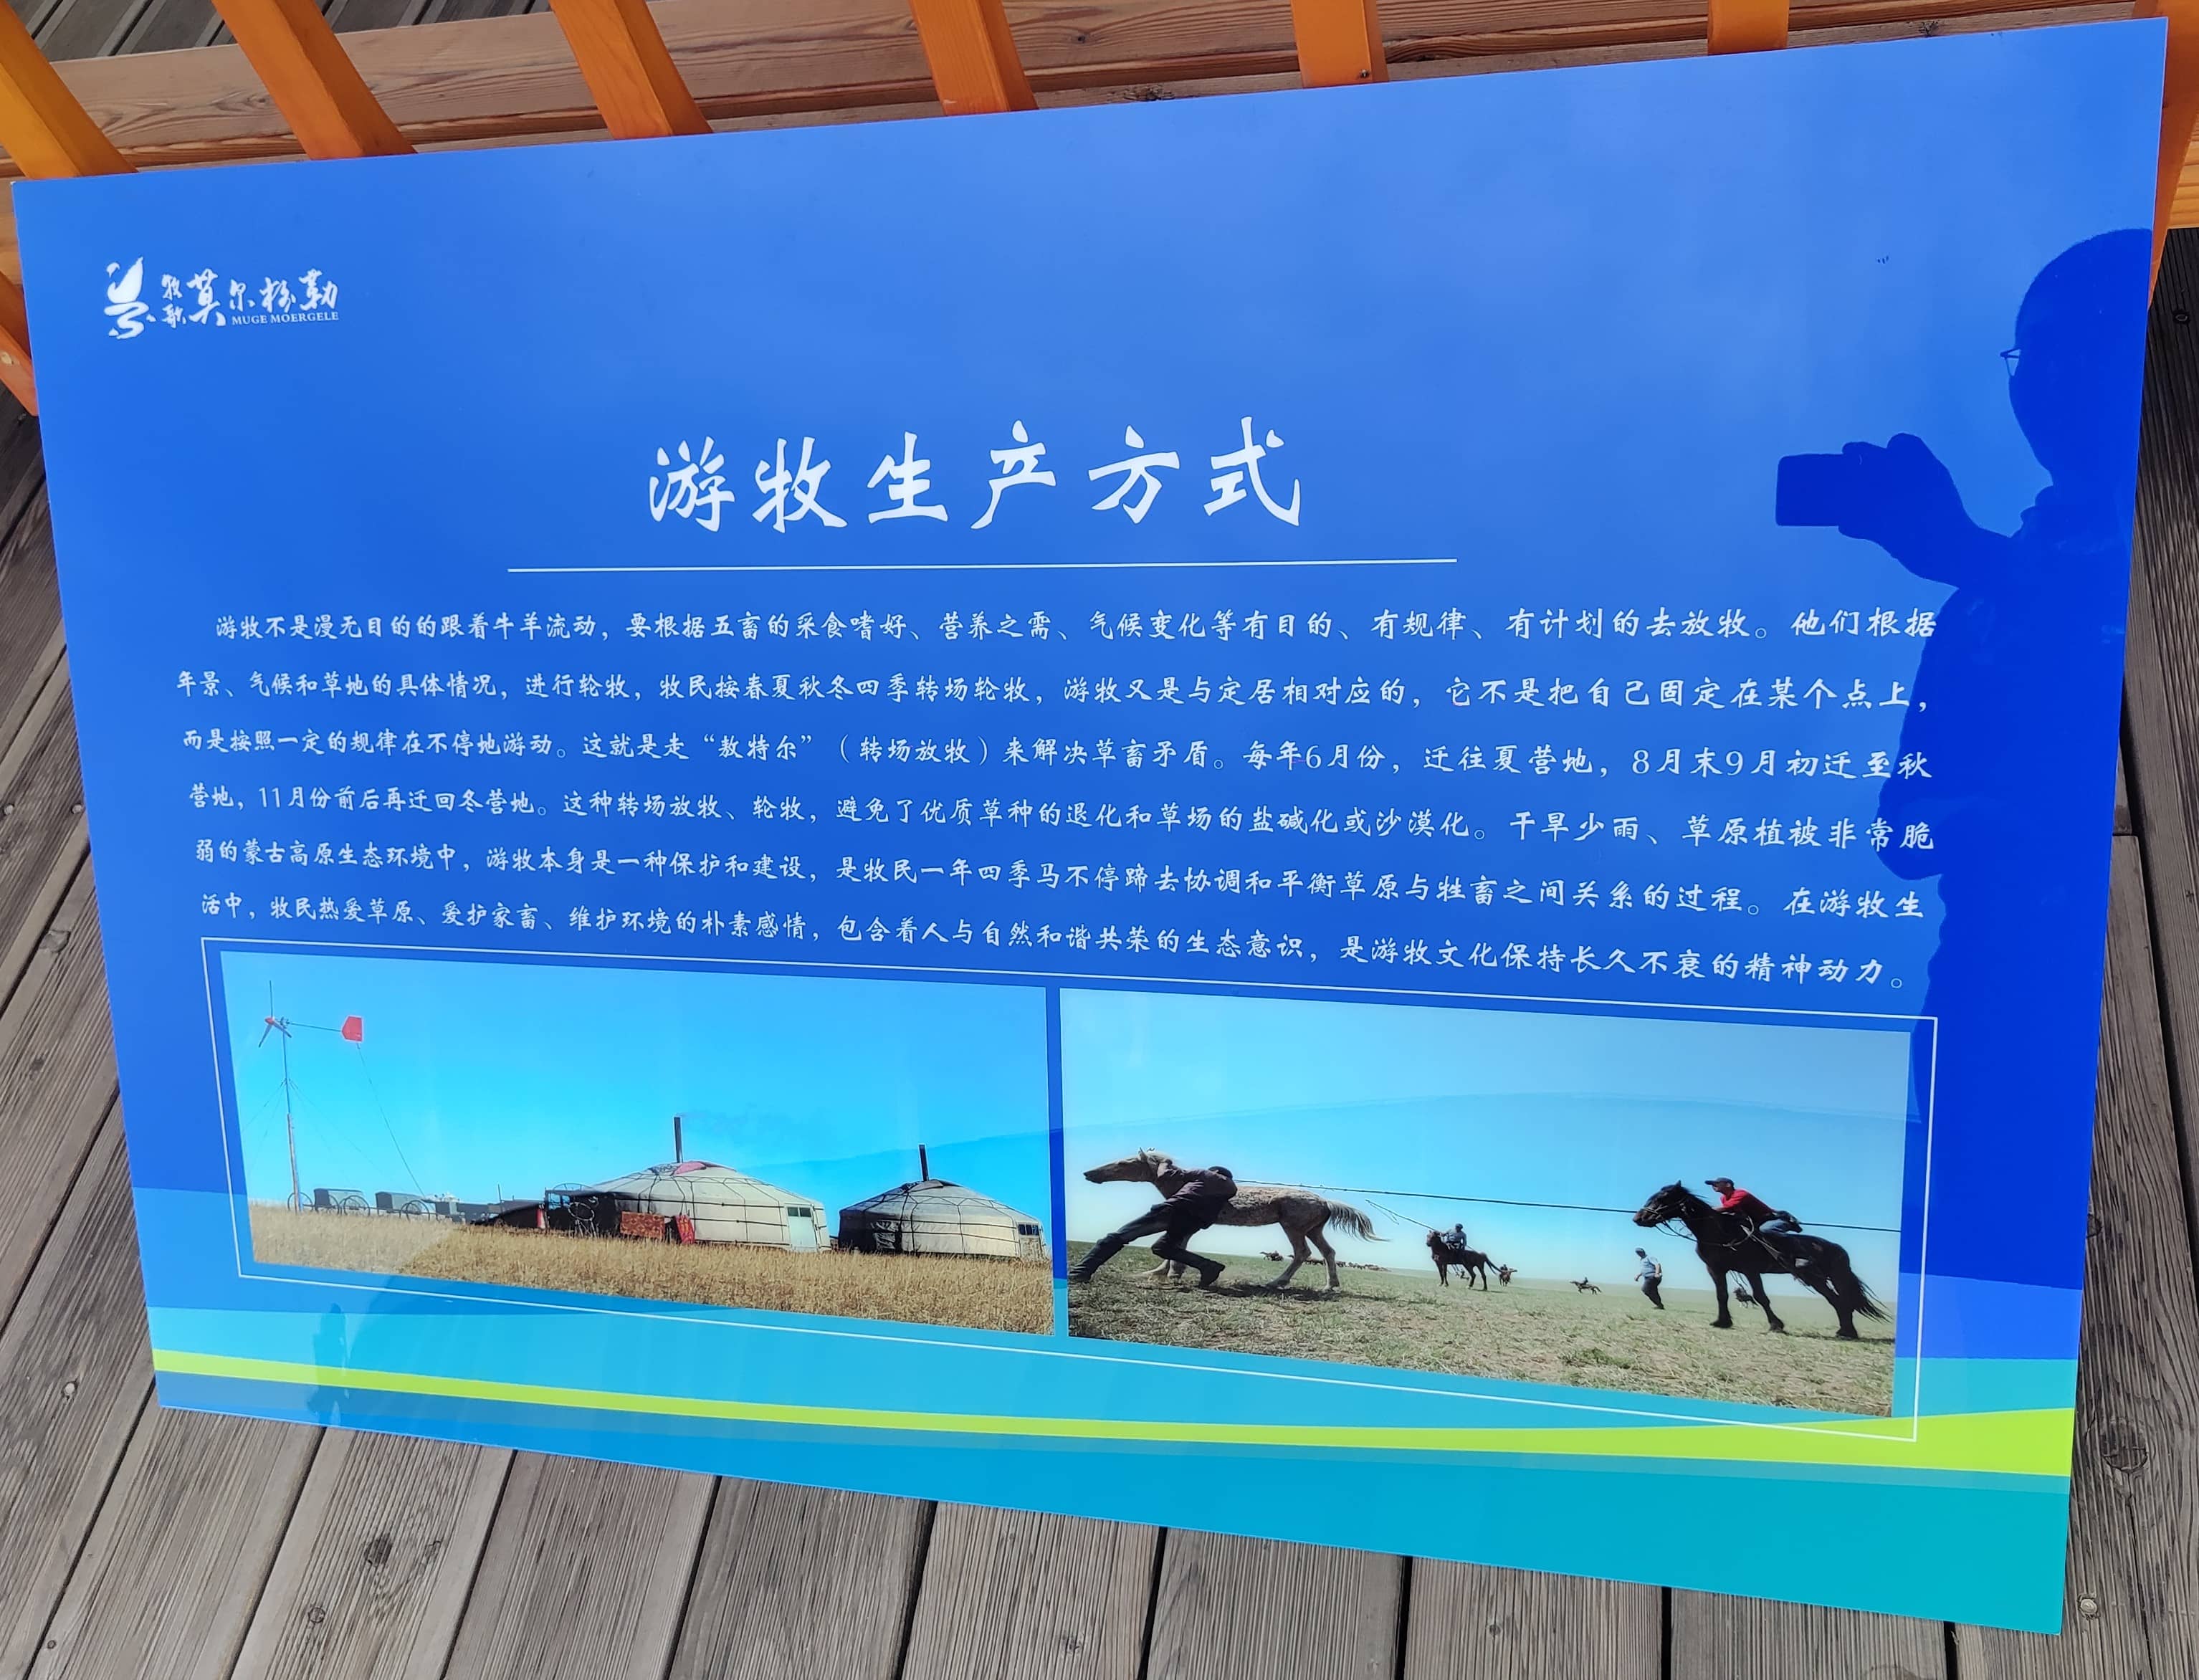 牧歌 莫尔格勒
MUGE MOERGELE
游牧生产方式
游牧不是漫无目的的跟着牛羊流动，要根据五畜的采食嗜好、营养之需、气候变化等有目的、有规律、有计划的去放牧。他们根据
年景、气候和草地的具体情况，进行轮牧，牧民按春夏秋冬四季转场轮牧，游牧又是与定居相对应的，它不是把自己固定在某个点上，
而是按照一定的规律在不停地游动。这就是走“敖特尔”（转场放牧）来解决草畜矛盾。每年6月份，迁往夏营地，8月末9月初迁至秋
营地，11月份前后再迁回冬营地。这种转场放牧、轮牧，避免了优质草种的退化和草场的盐碱化或沙漠化。干旱少雨、草原植被非常脆
弱的蒙古高原生态环境中，游牧本身是一种保护和建设，是牧民一年四季马不停蹄去协调和平衡草原与牲畜之间关系的过程。在游牧生
活中，牧民热爱草原、爱护家畜、维护环境的朴素感情，包含着人与自然和谐共荣的生态意识，是游牧文化保持长久不衰的精神动力。